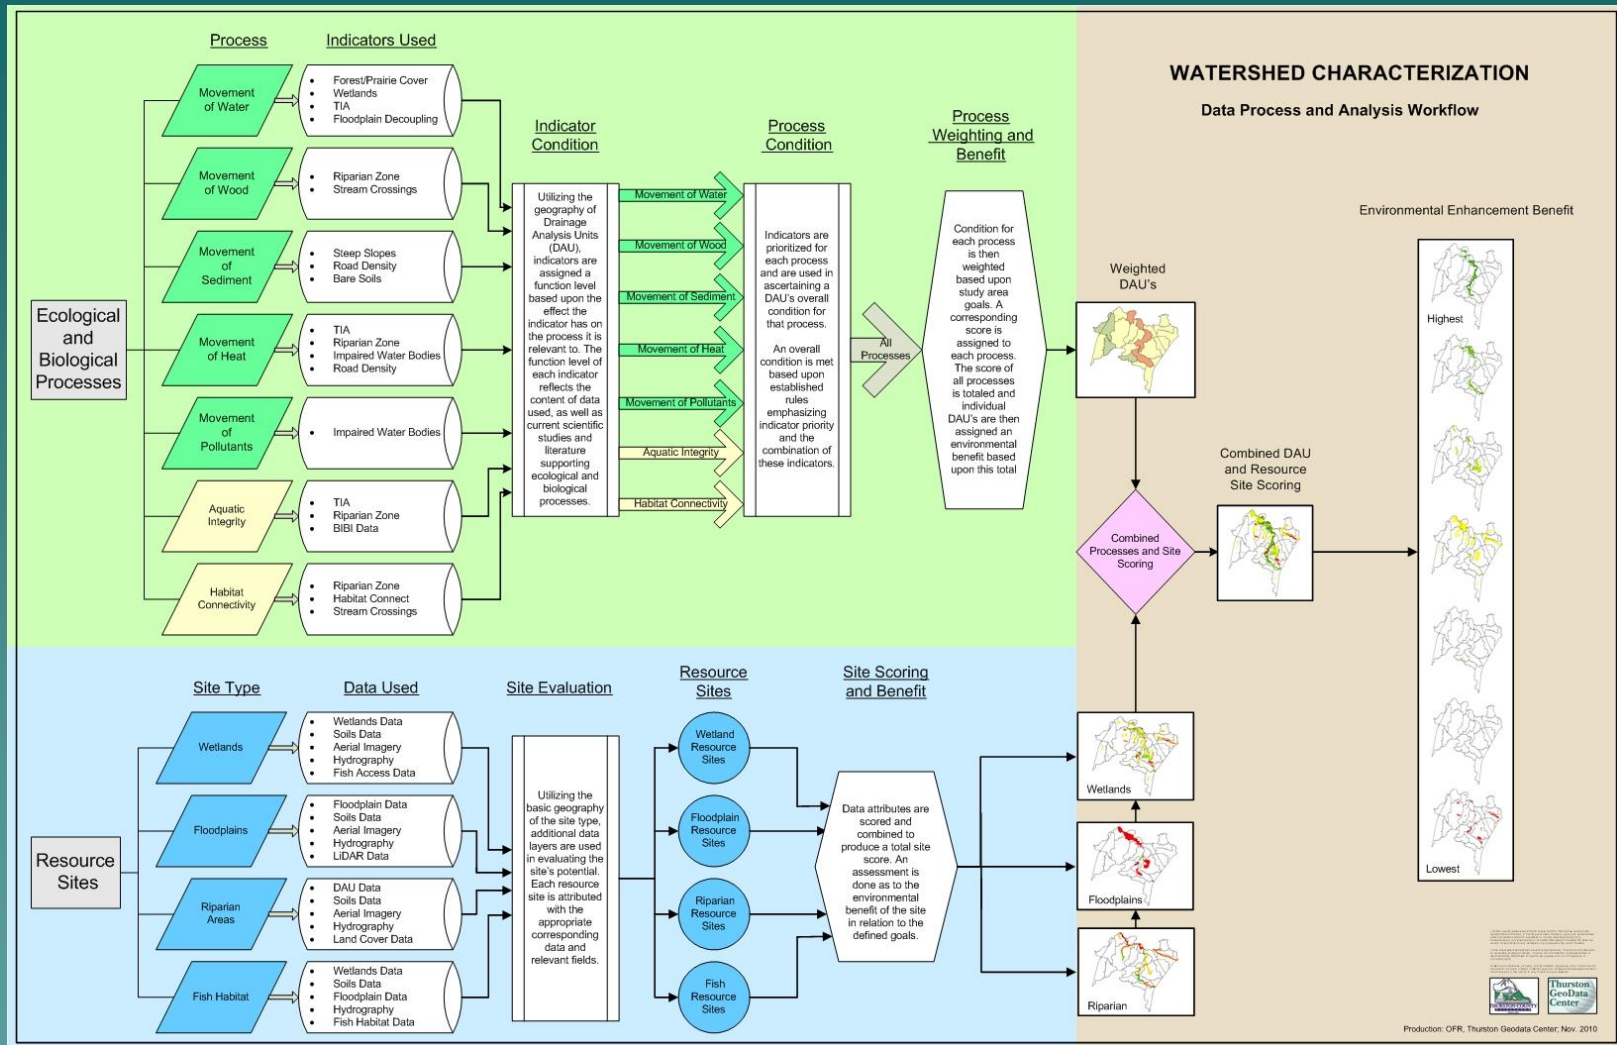 WATERSHED CHARACTERIZATION
Data Process and Analysis Workflow
Process
Indicators Used
Ecological
and
Biological
Processes
Movement
of Water
• Forest/Prairie Cover
• Wetlands
• TIA
• Floodplain Decoupling
Movement
of Wood
• Riparian Zone
• Stream Crossings
Movement
of
Sediment
• Steep Slopes
• Road Density
• Bare Soils
Movement
of Heat
• TIA
• Riparian Zone
• Impaired Water Bodies
• Road Density
Movement
of
Pollutants
• Impaired Water Bodies
Aquatic
Integrity
• TIA
• Riparian Zone
• BIBI Data
Habitat
Connectivity
• Riparian Zone
• Habitat Connect
• Stream Crossings
Indicator
Condition
Utilizing the
geography of
Drainage
Analysis Units
(DAU),
indicators are
assigned a
function level
based upon the
effect the
indicator has on
the process it is
relevant to. The
function level of
each indicator
reflects the
content of data
used, as well as
current scientific
studies and
literature
supporting
ecological and
biological
processes.
Movement of Water
Movement of Wood
Movement of Sediment
Movement of Heat
Movement of Pollutants
Aquatic Integrity
Habitat Connectivity
Process
Condition
Indicators are
prioritized for
each process
and are used in
ascertaining a
DAU's overall
condition for
that process.
An overall
condition is met
based upon
established
rules
emphasizing
indicator priority
and the
combination of
these indicators.
All
Processes
Process
Weighting and
Benefit
Condition for
each process
is then
weighted
based upon
study area
goals. A
corresponding
score is
assigned to
each process.
The score of
all processes
is totaled and
individual
DAU's are then
assigned an
environmental
benefit based
upon this total
Weighted
DAU's
Combined
Processes and Site
Scoring
Combined DAU
and Resource
Site Scoring
Environmental Enhancement Benefit
Highest
Lowest
Site Type
Data Used
Resource
Sites
Wetlands
• Wetlands Data
• Soils Data
• Aerial Imagery
• Hydrography
• Fish Access Data
Floodplains
• Floodplain Data
• Soils Data
• Aerial Imagery
• Hydrography
• LiDAR Data
Riparian
Areas
• DAU Data
• Soils Data
• Aerial Imagery
• Hydrography
• Land Cover Data
Fish Habitat
• Wetlands Data
• Soils Data
• Floodplain Data
• Hydrography
• Fish Habitat Data
Site Evaluation
Utilizing the
basic geography
of the site type,
additional data
layers are used
in evaluating the
site's potential.
Each resource
site is attributed
with the
appropriate
corresponding
data and
relevant fields.
Resource
Sites
Wetland
Resource
Sites
Floodplain
Resource
Sites
Riparian
Resource
Sites
Fish
Resource
Sites
Site Scoring
and Benefit
Data attributes are
scored and
combined to
produce a total site
score. An
assessment is
done as to the
environmental
benefit of the site
in relation to the
defined goals.
Wetlands
Floodplains
Riparian
THURSTON COUNTY
Thurston
GeoData
Center
Production: OFR, Thurston Geodata Center; Nov. 2010